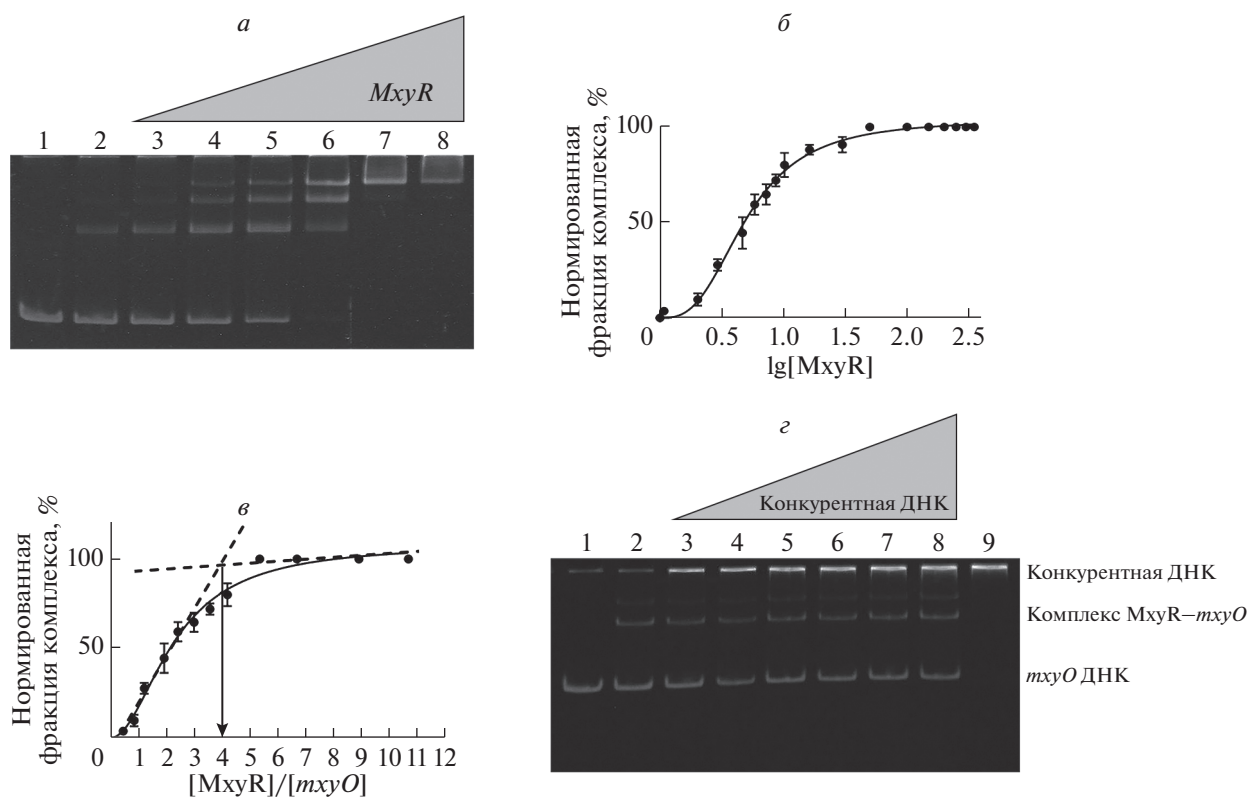 а
MxyR
1 2 3 4 5 6 7 8
б
Нормированная
фракция комплекса, %
100
50
0 0.5 1.0 1.5 2.0 2.5
lg[MxyR]
в
Нормированная
фракция комплекса, %
100
50
0 1 2 3 4 5 6 7 8 9 10 11 12
[MxyR]/[mxyO]
г
Конкурентная ДНК
1 2 3 4 5 6 7 8 9
Конкурентная ДНК
Комплекс MxyR–mxyO
mxyO ДНК